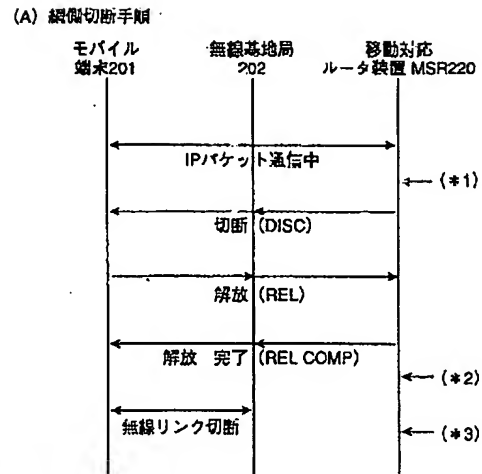 (A) 網側切断手順
モバイル
端末201
無線基地局
202
移動対応
ルータ装置 MSR220
IPパケット通信中
(*1)
切断 (DISC)
解放 (REL)
解放 完了 (REL COMP)
(*2)
無線リンク切断
(*3)